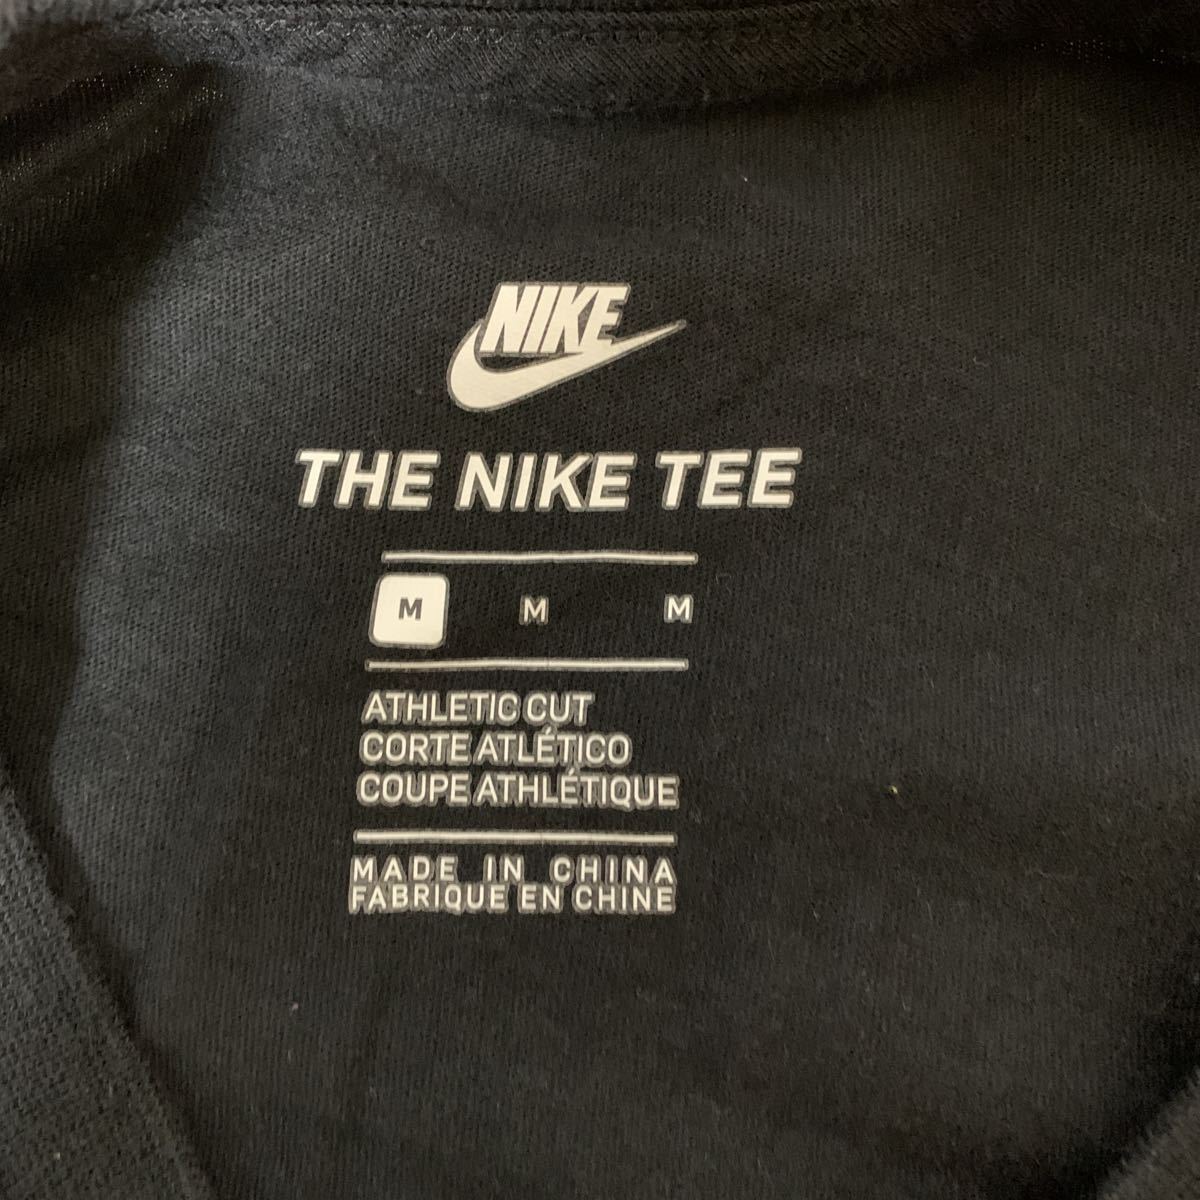 NIKE
THE NIKE TEE
M M M
ATHLETIC CUT
CORTE ATLÉTICO
COUPE ATHLÉTIQUE
MADE IN CHINA
FABRIQUE EN CHINE